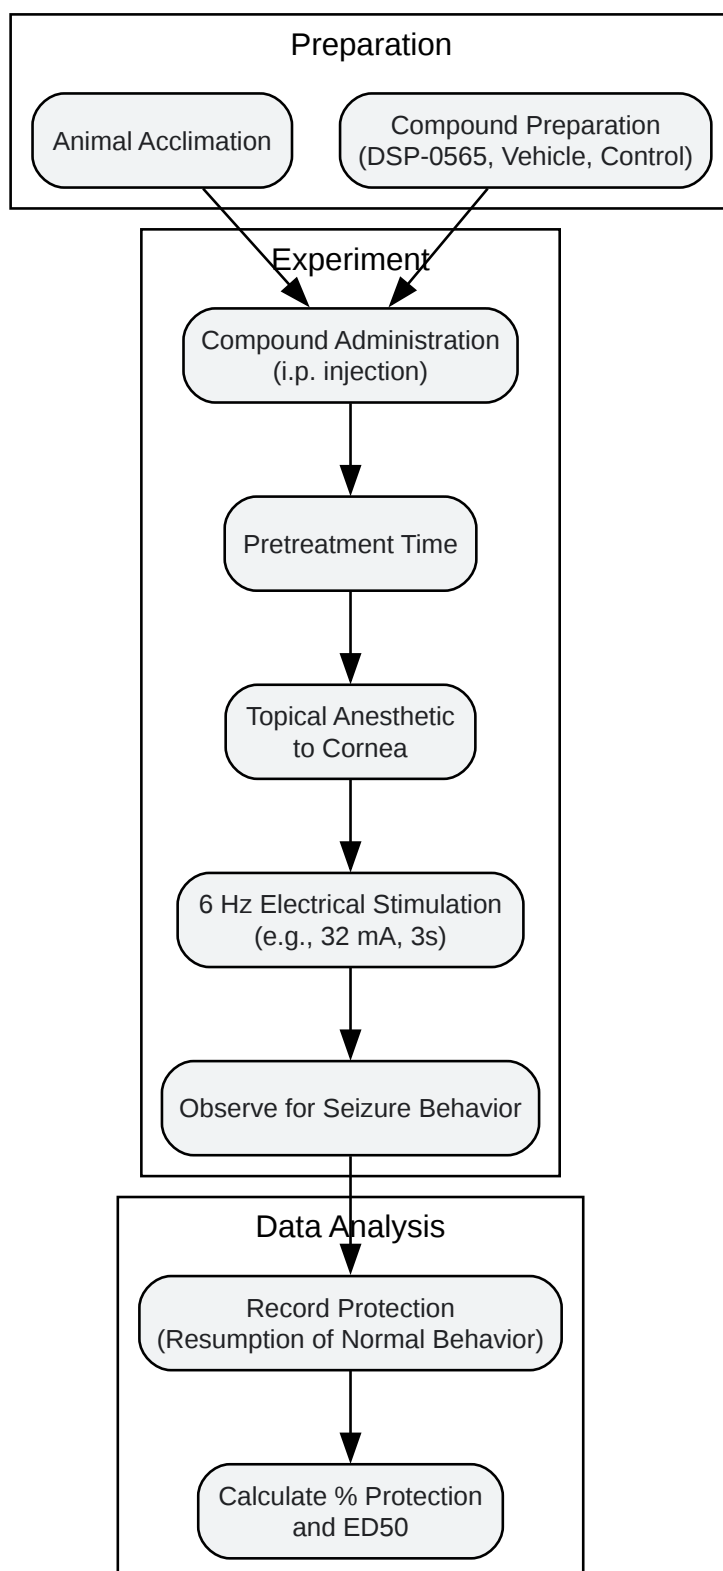 Preparation
Animal Acclimation
Compound Preparation
(DSP-0565, Vehicle, Control)
Experiment
Compound Administration
(i.p. injection)
Pretreatment Time
Topical Anesthetic
to Cornea
6 Hz Electrical Stimulation
(e.g., 32 mA, 3s)
Observe for Seizure Behavior
Data Analysis
Record Protection
(Resumption of Normal Behavior)
Calculate % Protection
and ED50